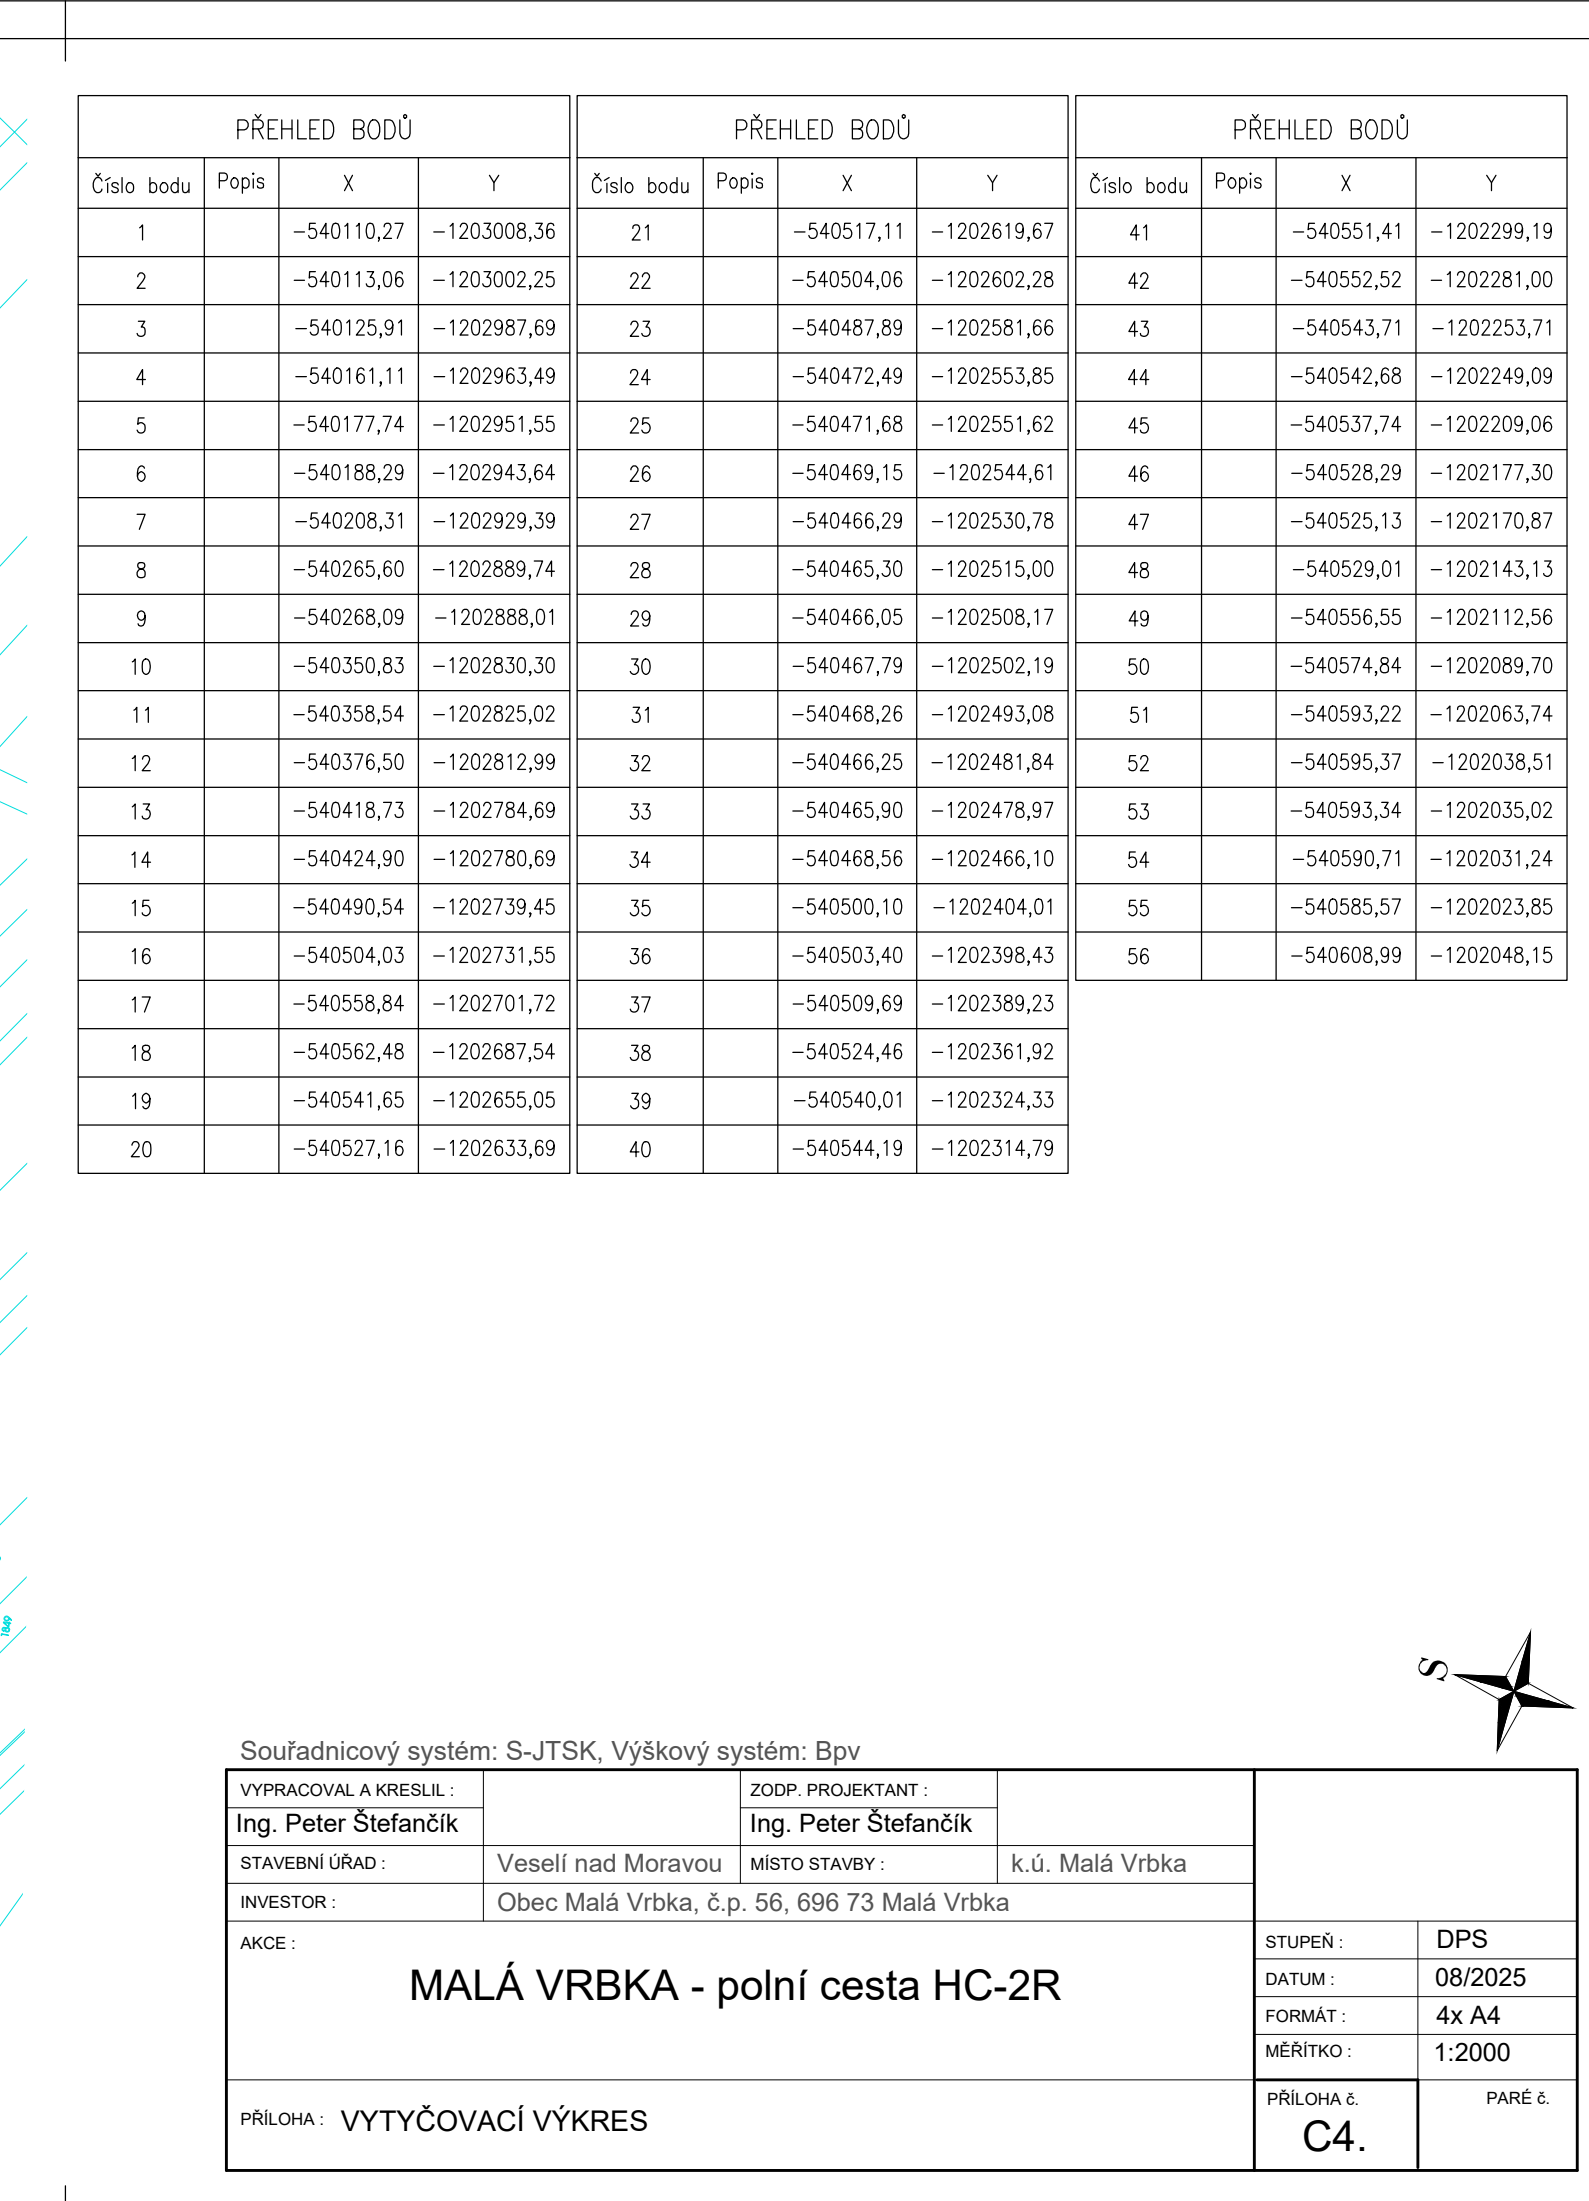 PŘEHLED BODŮ
Číslo bodu Popis X Y
1 -540110,27 -1203008,36
2 -540113,06 -1203002,25
3 -540125,91 -1202987,69
4 -540161,11 -1202963,49
5 -540177,74 -1202951,55
6 -540188,29 -1202943,64
7 -540208,31 -1202929,39
8 -540265,60 -1202889,74
9 -540268,09 -1202888,01
10 -540350,83 -1202830,30
11 -540358,54 -1202825,02
12 -540376,50 -1202812,99
13 -540418,73 -1202784,69
14 -540424,90 -1202780,69
15 -540490,54 -1202739,45
16 -540504,03 -1202731,55
17 -540558,84 -1202701,72
18 -540562,48 -1202687,54
19 -540541,65 -1202655,05
20 -540527,16 -1202633,69
PŘEHLED BODŮ
Číslo bodu Popis X Y
21 -540517,11 -1202619,67
22 -540504,06 -1202602,28
23 -540487,89 -1202581,66
24 -540472,49 -1202553,85
25 -540471,68 -1202551,62
26 -540469,15 -1202544,61
27 -540466,29 -1202530,78
28 -540465,30 -1202515,00
29 -540466,05 -1202508,17
30 -540467,79 -1202502,19
31 -540468,26 -1202493,08
32 -540466,25 -1202481,84
33 -540465,90 -1202478,97
34 -540468,56 -1202466,10
35 -540500,10 -1202404,01
36 -540503,40 -1202398,43
37 -540509,69 -1202389,23
38 -540524,46 -1202361,92
39 -540540,01 -1202324,33
40 -540544,19 -1202314,79
PŘEHLED BODŮ
Číslo bodu Popis X Y
41 -540551,41 -1202299,19
42 -540552,52 -1202281,00
43 -540543,71 -1202253,71
44 -540542,68 -1202249,09
45 -540537,74 -1202209,06
46 -540528,29 -1202177,30
47 -540525,13 -1202170,87
48 -540529,01 -1202143,13
49 -540556,55 -1202112,56
50 -540574,84 -1202089,70
51 -540593,22 -1202063,74
52 -540595,37 -1202038,51
53 -540593,34 -1202035,02
54 -540590,71 -1202031,24
55 -540585,57 -1202023,85
56 -540608,99 -1202048,15
1849
S
Souřadnicový systém: S-JTSK, Výškový systém: Bpv
VYPRACOVAL A KRESLIL : ZODP. PROJEKTANT :
Ing. Peter Štefančík Ing. Peter Štefančík
STAVEBNÍ ÚŘAD : Veselí nad Moravou MÍSTO STAVBY : k.ú. Malá Vrbka
INVESTOR : Obec Malá Vrbka, č.p. 56, 696 73 Malá Vrbka
AKCE :
MALÁ VRBKA - polní cesta HC-2R
STUPEŇ : DPS
DATUM : 08/2025
FORMÁT : 4x A4
MĚŘÍTKO : 1:2000
PŘÍLOHA : VYTYČOVACÍ VÝKRES
PŘÍLOHA č. PARÉ č.
C4.